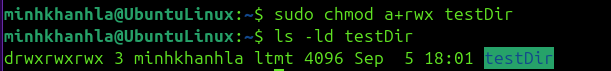 minhkhanhla@UbuntuLinux:~$ sudo chmod a+rwx testDir
minhkhanhla@UbuntuLinux:~$ ls -ld testDir
drwxrwxrwx 3 minhkhanhla ltmt 4096 Sep  5 18:01 testDir